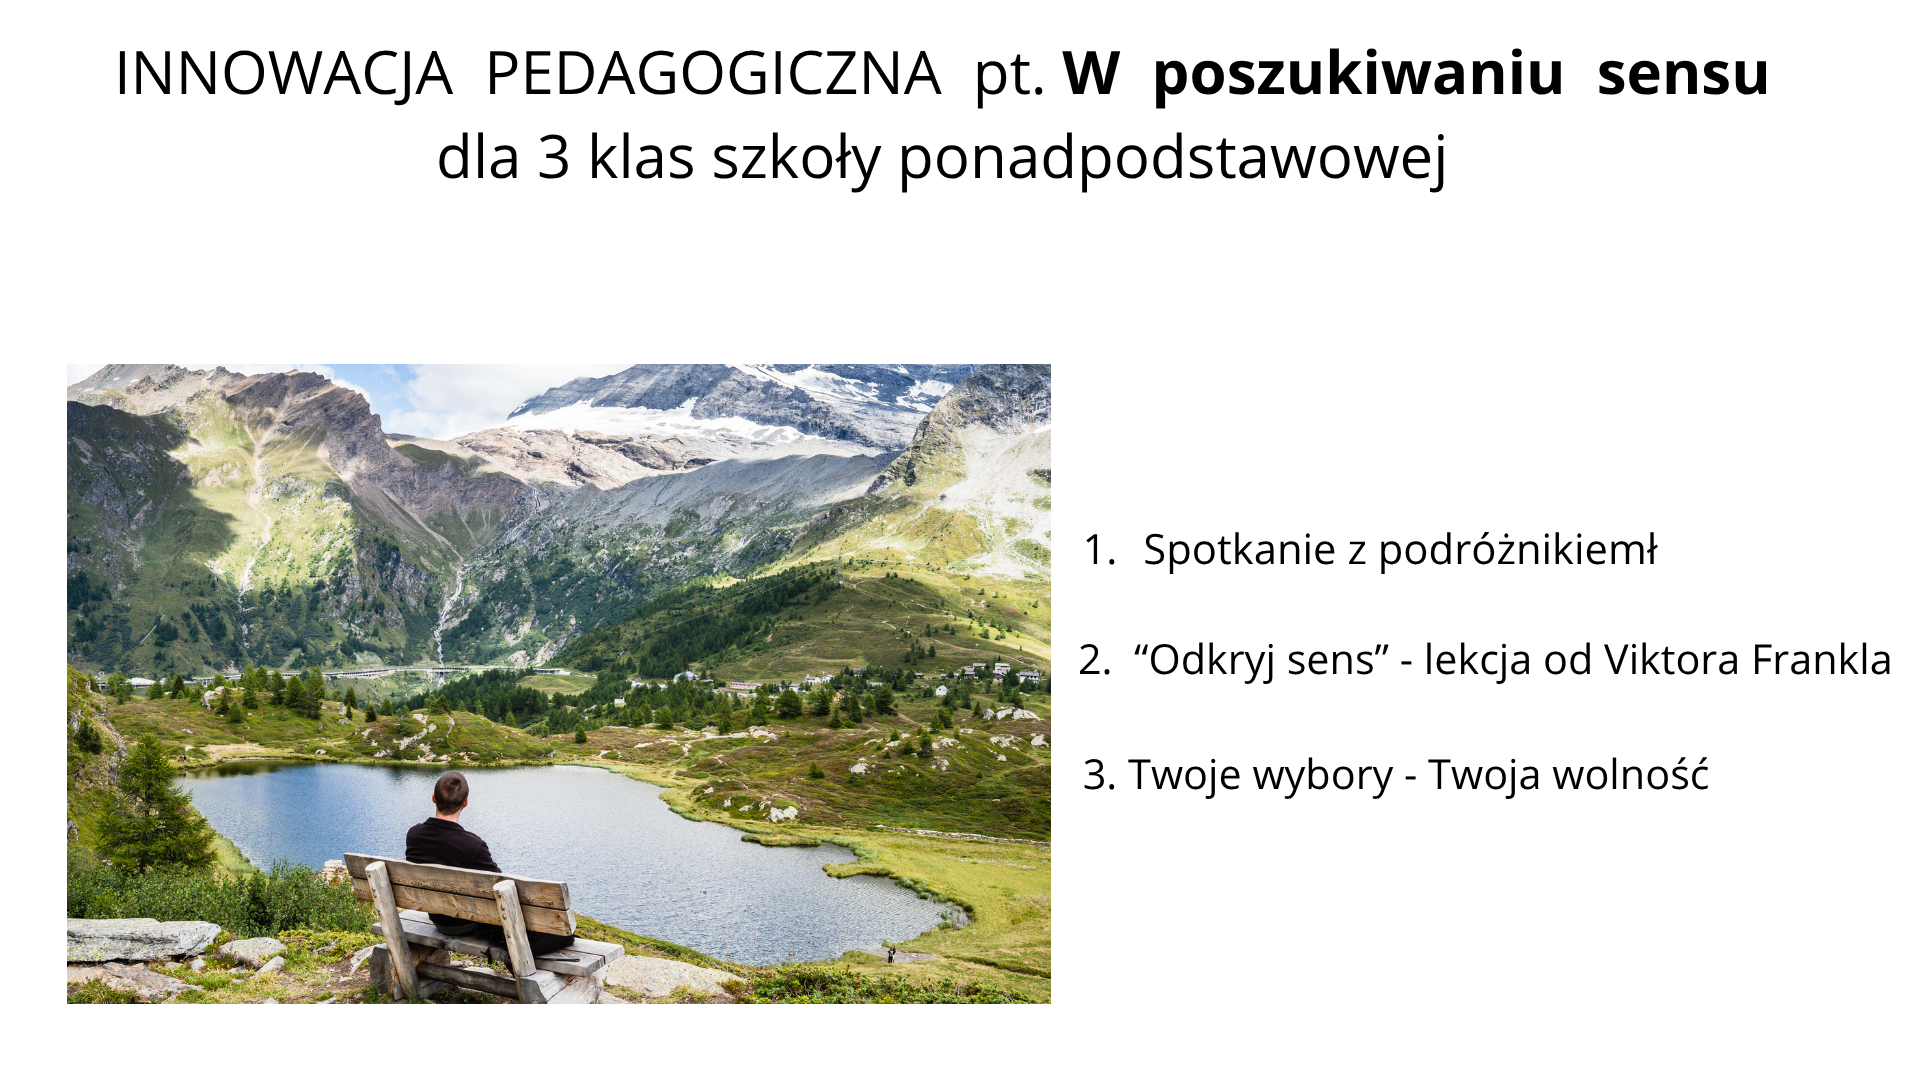 INNOWACJA PEDAGOGICZNA pt. W poszukiwaniu sensu
dla 3 klas szkoły ponadpodstawowej
1. Spotkanie z podróżnikiemł
2. “Odkryj sens” - lekcja od Viktora Frankla
3. Twoje wybory - Twoja wolność